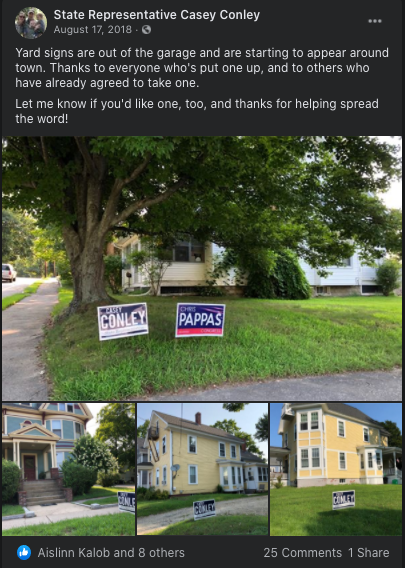 State Representative Casey Conley
August 17, 2018 ·
Yard signs are out of the garage and are starting to appear around
town. Thanks to everyone who's put one up, and to others who
have already agreed to take one.
Let me know if you'd like one, too, and thanks for helping spread
the word!
CASEY
CONLEY
CHRIS
PAPPAS
CONLEY
CONLEY
Aislinn Kalob and 8 others
25 Comments 1 Share